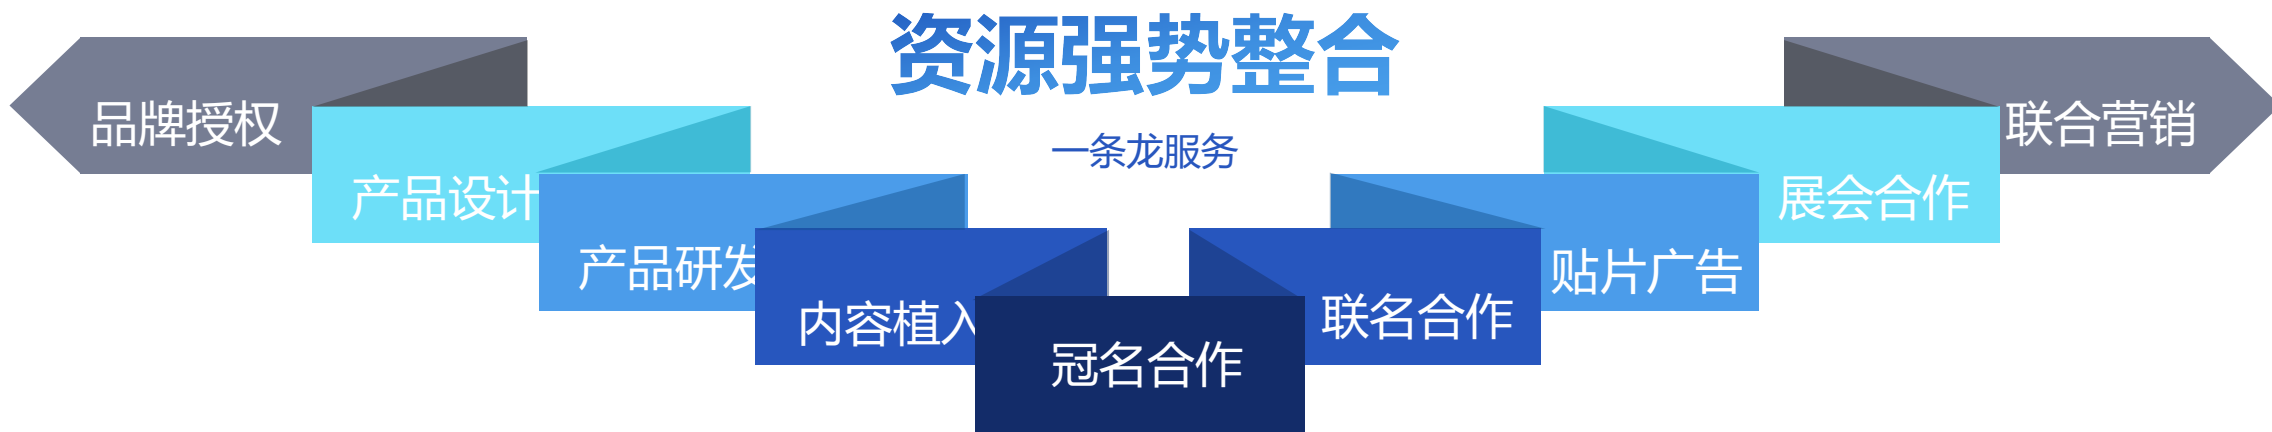 资源强势整合
一条龙服务
品牌授权
产品设计
产品研发
内容植入
冠名合作
联名合作
贴片广告
展会合作
联合营销